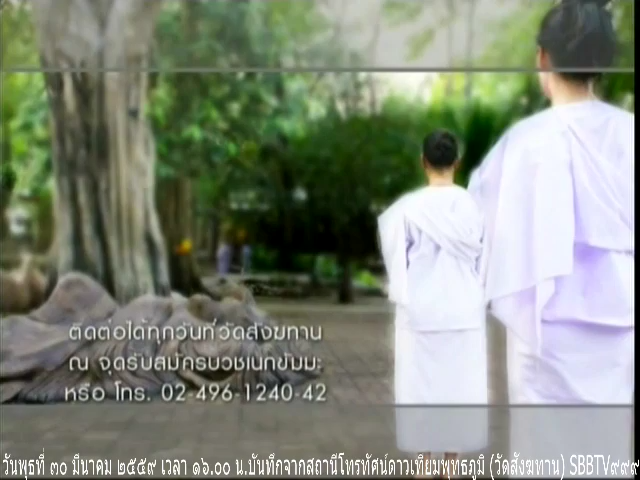 ติดต่อได้ทุกวันที่วัดสังฆทาน
ณ จุดรับสมัครบวชเนกขัมมะ
หรือ โทร. 02-496-1240-42
วันพุธที่ ๓๐ มีนาคม ๒๕๕๙ เวลา ๑๖.๐๐ น.บันทึกจากสถานีโทรทัศน์ดาวเทียมพุทธภูมิ (วัดสังฆทาน) SBBTV๙๙๙